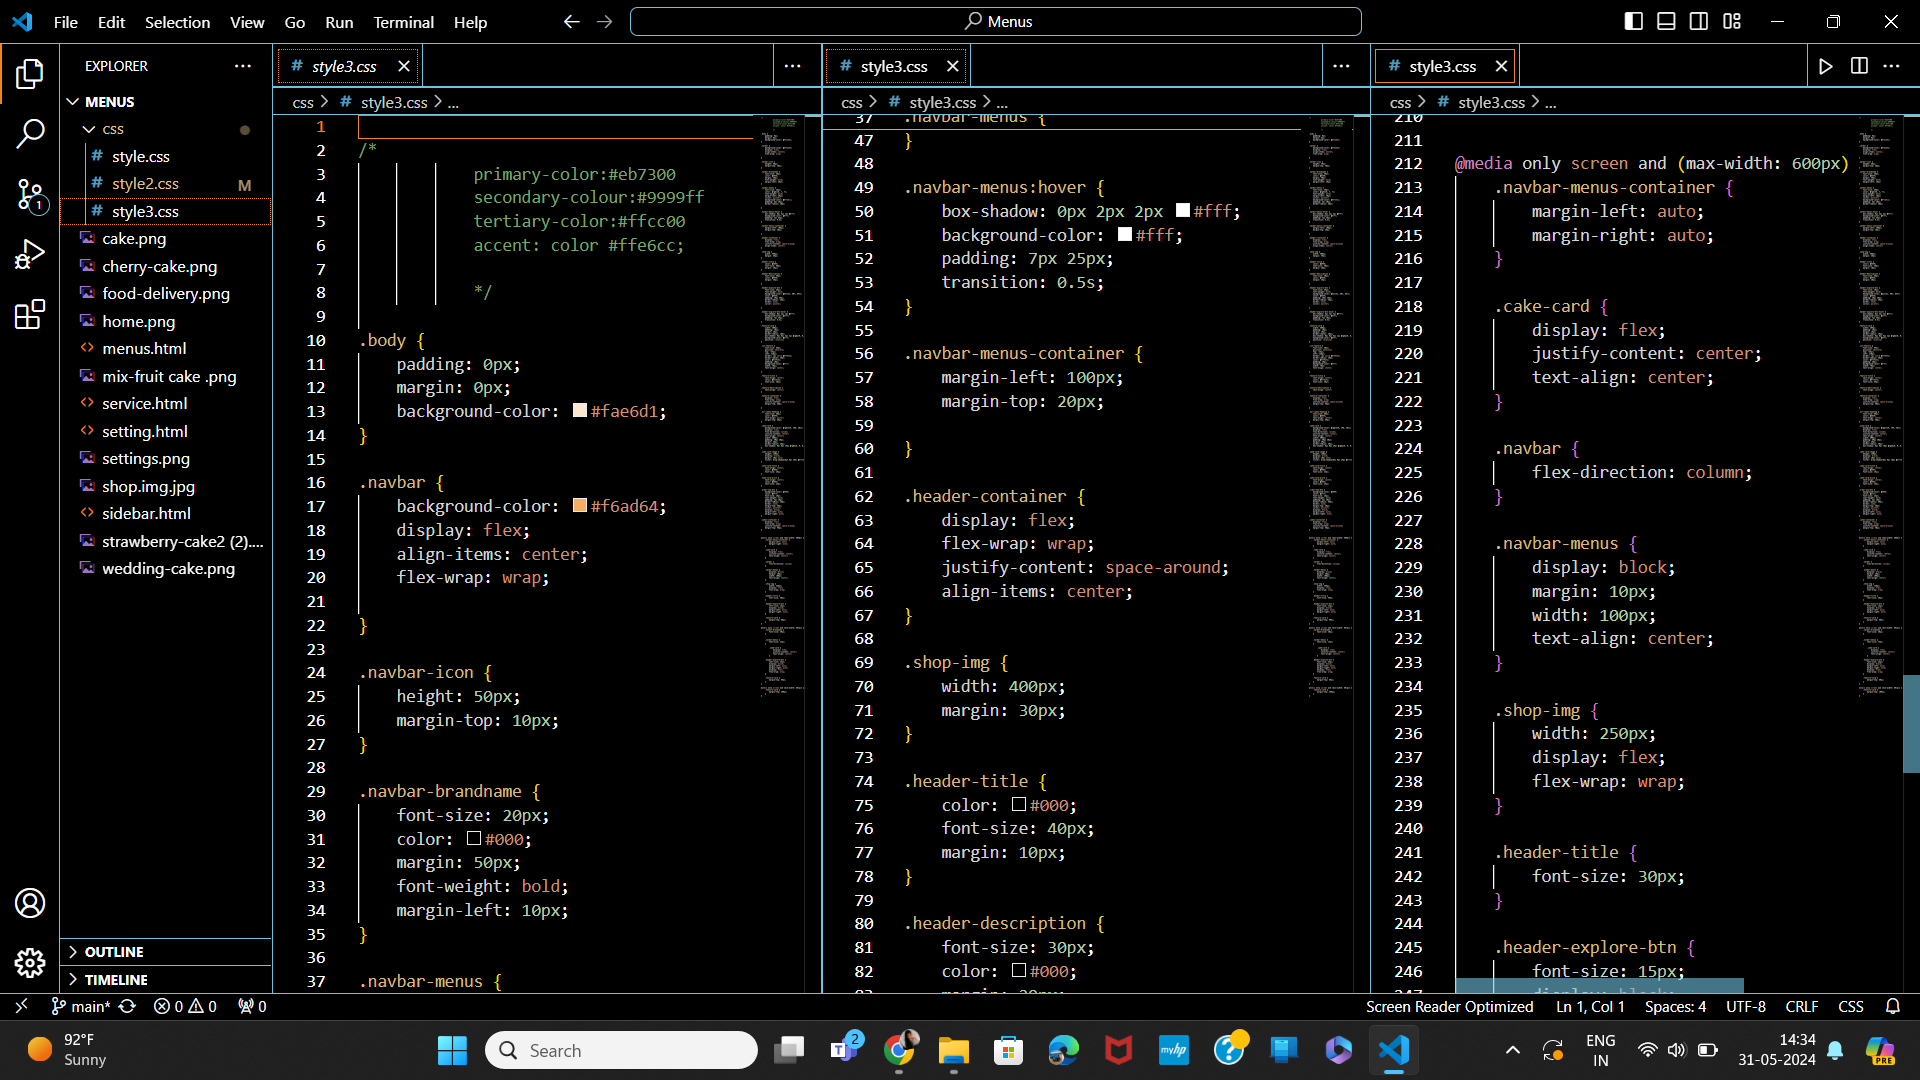 File Edit Selection View Go Run Terminal Help
Menus
EXPLORER
MENUS
css
style.css
style2.css M
style3.css
cake.png
cherry-cake.png
food-delivery.png
home.png
menus.html
mix-fruit cake .png
service.html
setting.html
settings.png
shop.img.jpg
sidebar.html
strawberry-cake2 (2)....
wedding-cake.png
OUTLINE
TIMELINE
# style3.css
css > # style3.css > ...
1
2 /*
3 primary-color:#eb7300
4 secondary-colour:#9999ff
5 tertiary-color:#ffcc00
6 accent: color #ffe6cc;
7
8 */
9
10 .body {
11 padding: 0px;
12 margin: 0px;
13 background-color: #fae6d1;
14 }
15
16 .navbar {
17 background-color: #f6ad64;
18 display: flex;
19 align-items: center;
20 flex-wrap: wrap;
21
22 }
23
24 .navbar-icon {
25 height: 50px;
26 margin-top: 10px;
27 }
28
29 .navbar-brandname {
30 font-size: 20px;
31 color: #000;
32 margin: 50px;
33 font-weight: bold;
34 margin-left: 10px;
35 }
36
37 .navbar-menus {
# style3.css
css > # style3.css > ...
37 .navbar-menus {
47 }
48
49 .navbar-menus:hover {
50 box-shadow: 0px 2px 2px #fff;
51 background-color: #fff;
52 padding: 7px 25px;
53 transition: 0.5s;
54 }
55
56 .navbar-menus-container {
57 margin-left: 100px;
58 margin-top: 20px;
59
60 }
61
62 .header-container {
63 display: flex;
64 flex-wrap: wrap;
65 justify-content: space-around;
66 align-items: center;
67 }
68
69 .shop-img {
70 width: 400px;
71 margin: 30px;
72 }
73
74 .header-title {
75 color: #000;
76 font-size: 40px;
77 margin: 10px;
78 }
79
80 .header-description {
81 font-size: 30px;
82 color: #000;
# style3.css
css > # style3.css > ...
210
211
212 @media only screen and (max-width: 600px)
213 .navbar-menus-container {
214 margin-left: auto;
215 margin-right: auto;
216 }
217
218 .cake-card {
219 display: flex;
220 justify-content: center;
221 text-align: center;
222 }
223
224 .navbar {
225 flex-direction: column;
226 }
227
228 .navbar-menus {
229 display: block;
230 margin: 10px;
231 width: 100px;
232 text-align: center;
233 }
234
235 .shop-img {
236 width: 250px;
237 display: flex;
238 flex-wrap: wrap;
239 }
240
241 .header-title {
242 font-size: 30px;
243 }
244
245 .header-explore-btn {
246 font-size: 15px;
main* 0 0 0
Screen Reader Optimized Ln 1, Col 1 Spaces: 4 UTF-8 CRLF CSS
92°F
Sunny
Search
2
myhp
ENG
IN
14:34
31-05-2024
PRE